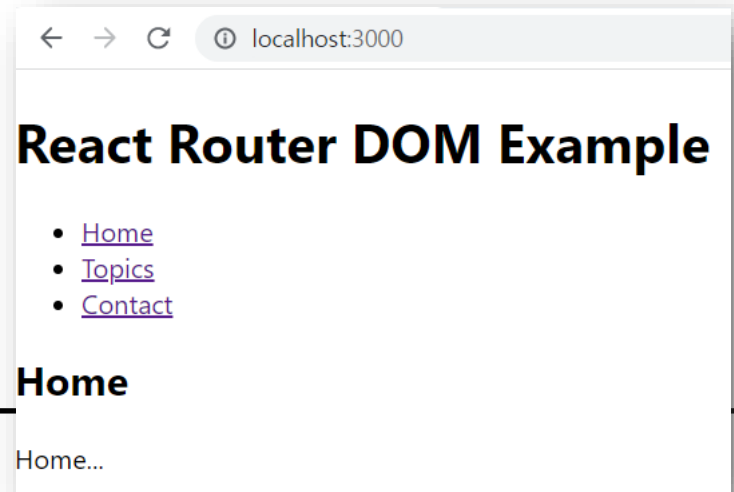 localhost:3000
React Router DOM Example
Home
Topics
Contact
Home
Home...